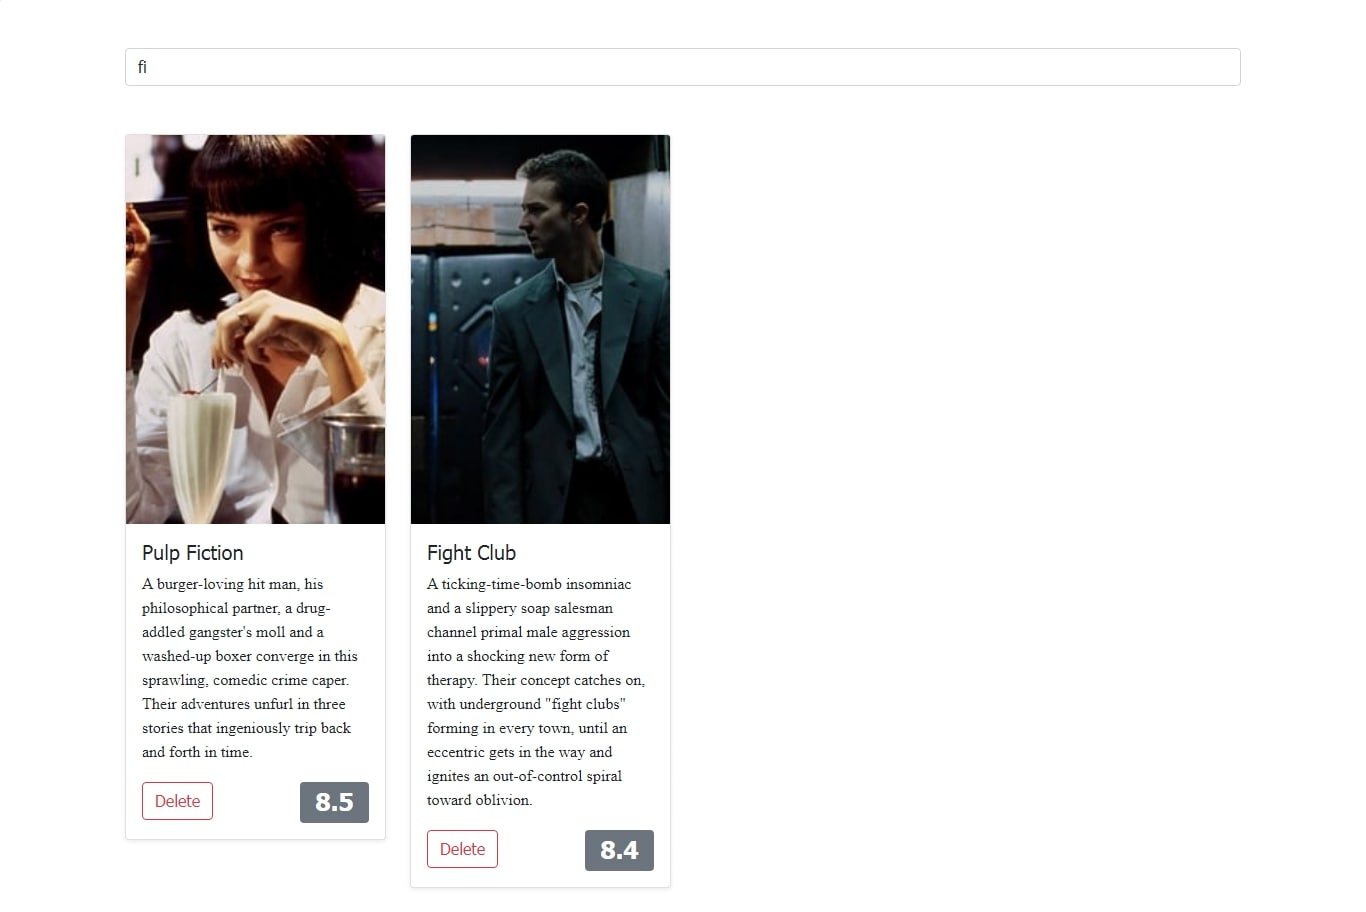 fi
Pulp Fiction
A burger-loving hit man, his
philosophical partner, a drug-
addled gangster's moll and a
washed-up boxer converge in this
sprawling, comedic crime caper.
Their adventures unfurl in three
stories that ingeniously trip back
and forth in time.
Delete
8.5
Fight Club
A ticking-time-bomb insomniac
and a slippery soap salesman
channel primal male aggression
into a shocking new form of
therapy. Their concept catches on,
with underground "fight clubs"
forming in every town, until an
eccentric gets in the way and
ignites an out-of-control spiral
toward oblivion.
Delete
8.4